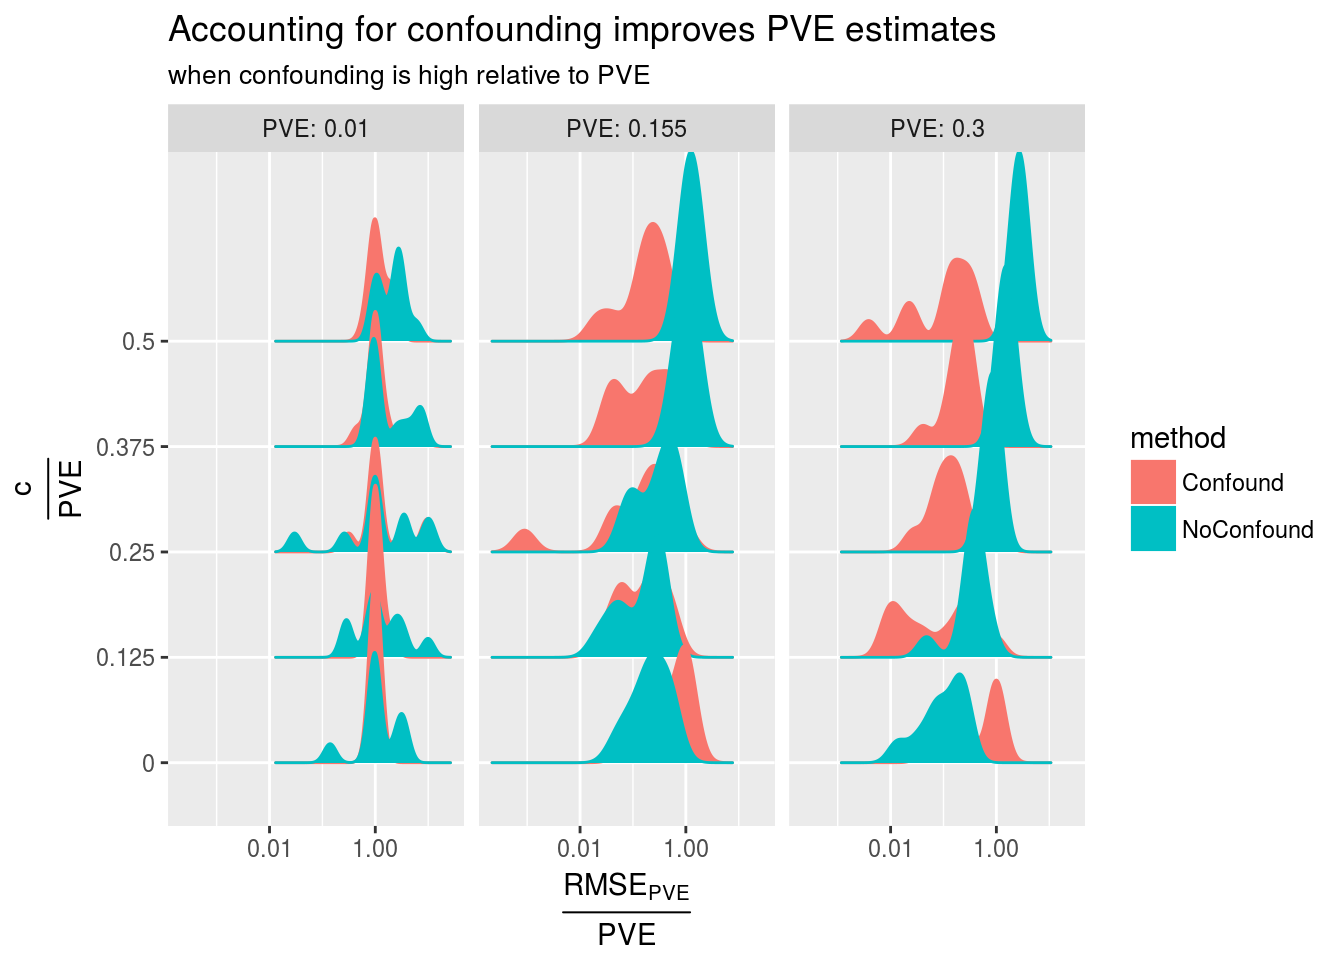 Accounting for confounding improves PVE estimates
when confounding is high relative to PVE
PVE: 0.01
PVE: 0.155
PVE: 0.3
c
PVE
0.5
0.375
0.25
0.125
0
0.01
1.00
0.01
1.00
0.01
1.00
RMSE_PVE
PVE
method
Confound
NoConfound